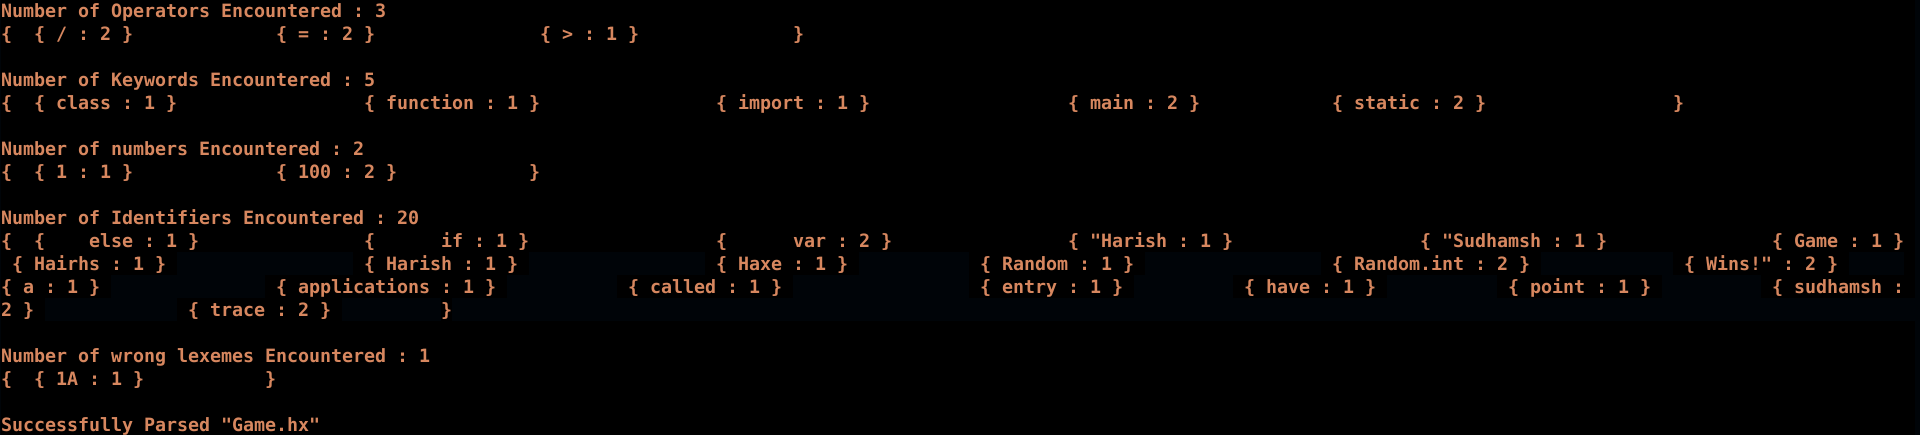 Number of Operators Encountered : 3
{  { / : 2 }             { = : 2 }               { > : 1 }              }
Number of Keywords Encountered : 5
{  { class : 1 }                 { function : 1 }                { import : 1 }                  { main : 2 }            { static : 2 }                 }
Number of numbers Encountered : 2
{  { 1 : 1 }             { 100 : 2 }            }
Number of Identifiers Encountered : 20
{  {    else : 1 }               {      if : 1 }                 {      var : 2 }                { "Harish : 1 }                 { "Sudhamsh : 1 }               { Game : 1 }
 { Hairhs : 1 }                  { Harish : 1 }                  { Haxe : 1 }            { Random : 1 }                  { Random.int : 2 }              { Wins!" : 2 }
{ a : 1 }                { applications : 1 }            { called : 1 }                  { entry : 1 }           { have : 1 }            { point : 1 }           { sudhamsh :
2 }              { trace : 2 }          }
Number of wrong lexemes Encountered : 1
{  { 1A : 1 }           }
Successfully Parsed "Game.hx"